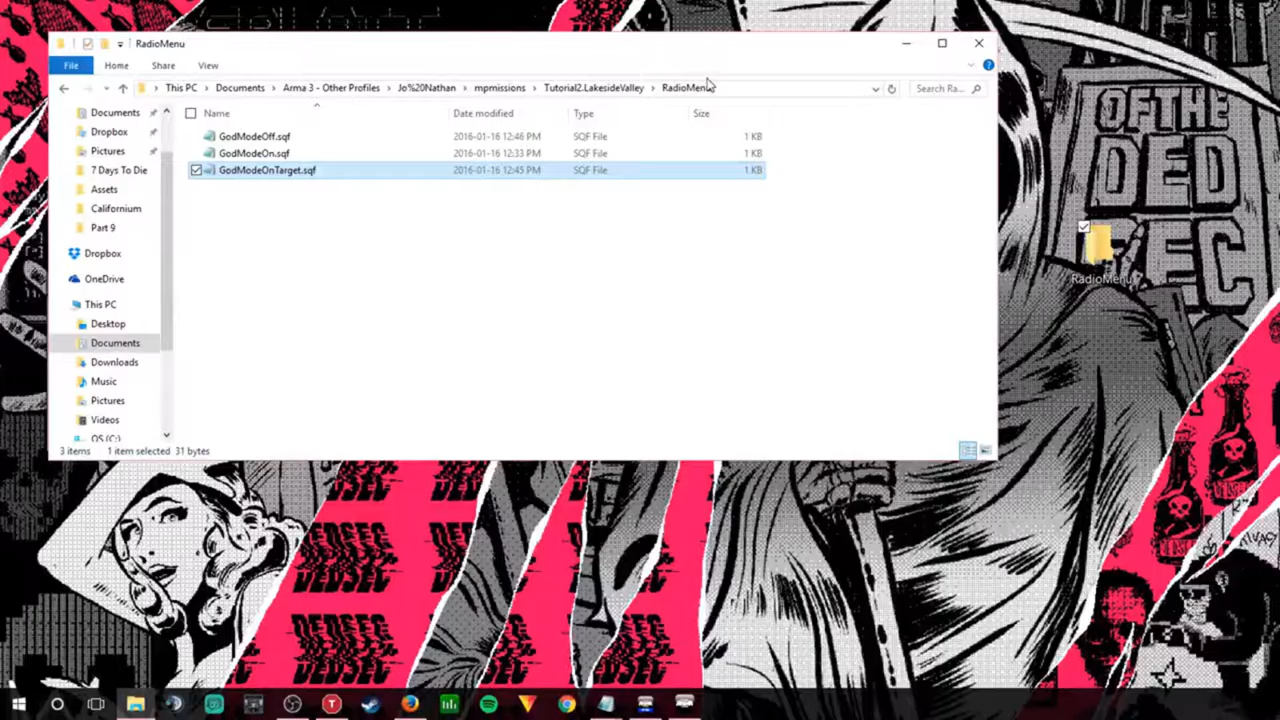 RadioMenu
File Home Share View
This PC Documents Arma 3 - Other Profiles Jo%20Nathan mpmissions Tutorial2.LakesideValley RadioMenu
Search Ra...
Name Date modified Type Size
GodModeOff.sqf 2016-01-16 12:46 PM SQF File 1 KB
GodModeOn.sqf 2016-01-16 12:33 PM SQF File 1 KB
GodModeOnTarget.sqf 2016-01-16 12:45 PM SQF File 1 KB
Documents
Dropbox
Pictures
7 Days To Die
Assets
Californium
Part 9
Dropbox
OneDrive
This PC
Desktop
Documents
Downloads
Music
Pictures
Videos
OS (C:)
3 items 1 item selected 31 bytes
RadioMenu
OFTHE
DED
SEC
DEDSEC
DEDSEC
DEDSEC
DEDSEC